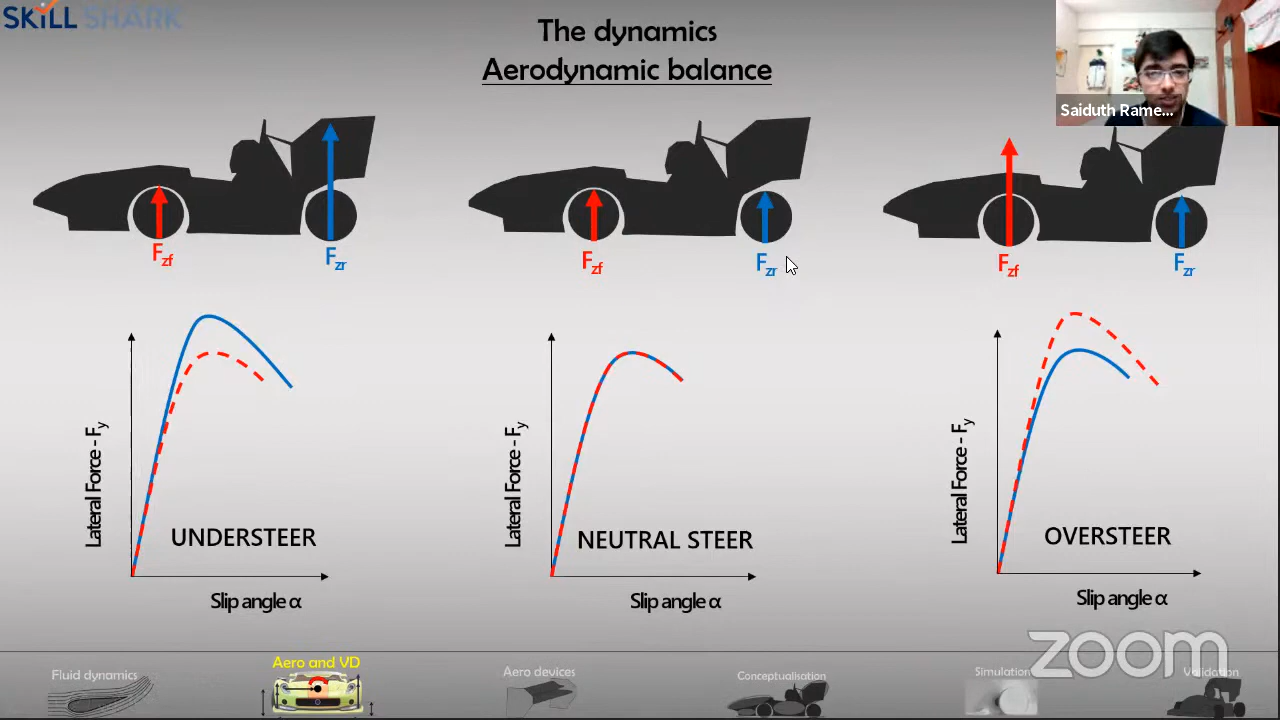 SKILL SHARK
The dynamics
Aerodynamic balance
Saiduth Rame...
Fzf
Fzr
Fzf
Fzr
Fzf
Fzr
Lateral Force - Fy
UNDERSTEER
Slip angle α
Lateral Force - Fy
NEUTRAL STEER
Slip angle α
Lateral Force - Fy
OVERSTEER
Slip angle α
zoom
Fluid dynamics
Aero and VD
Aero devices
Conceptualisation
Simulation
Validation